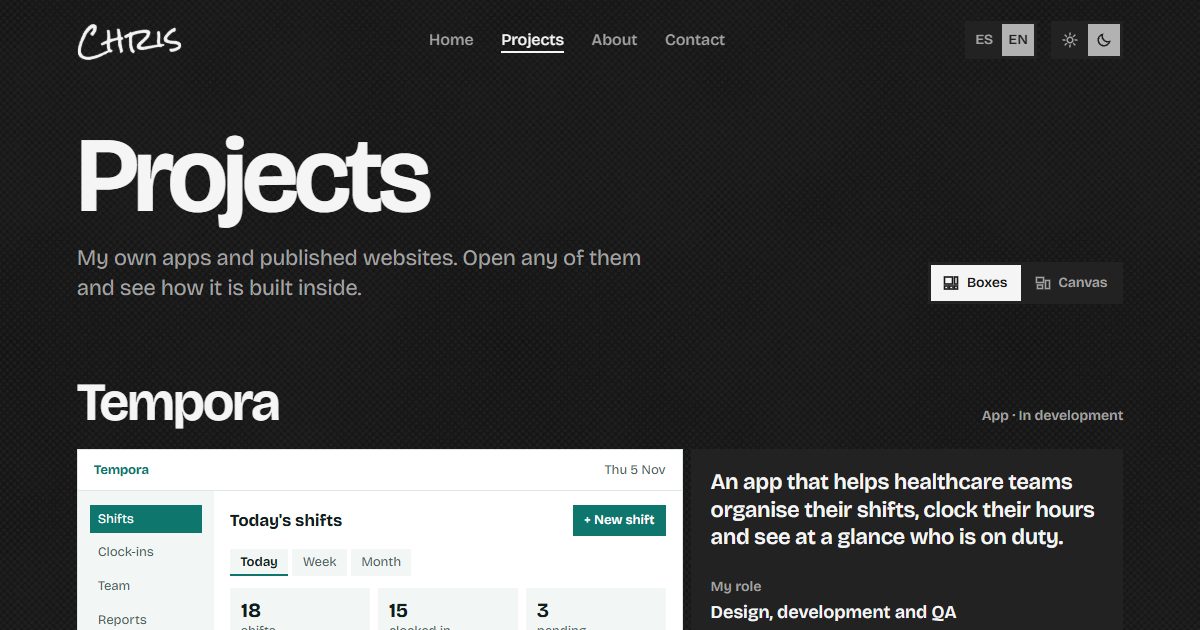 CHRIS
Home Projects About Contact
ES EN
Projects
My own apps and published websites. Open any of them
and see how it is built inside.
Boxes Canvas
Tempora
App · In development
Tempora
Thu 5 Nov
Shifts
Clock-ins
Team
Reports
Today's shifts
+ New shift
Today Week Month
18
shifts
15
clocked in
3
pending
An app that helps healthcare teams
organise their shifts, clock their hours
and see at a glance who is on duty.
My role
Design, development and QA